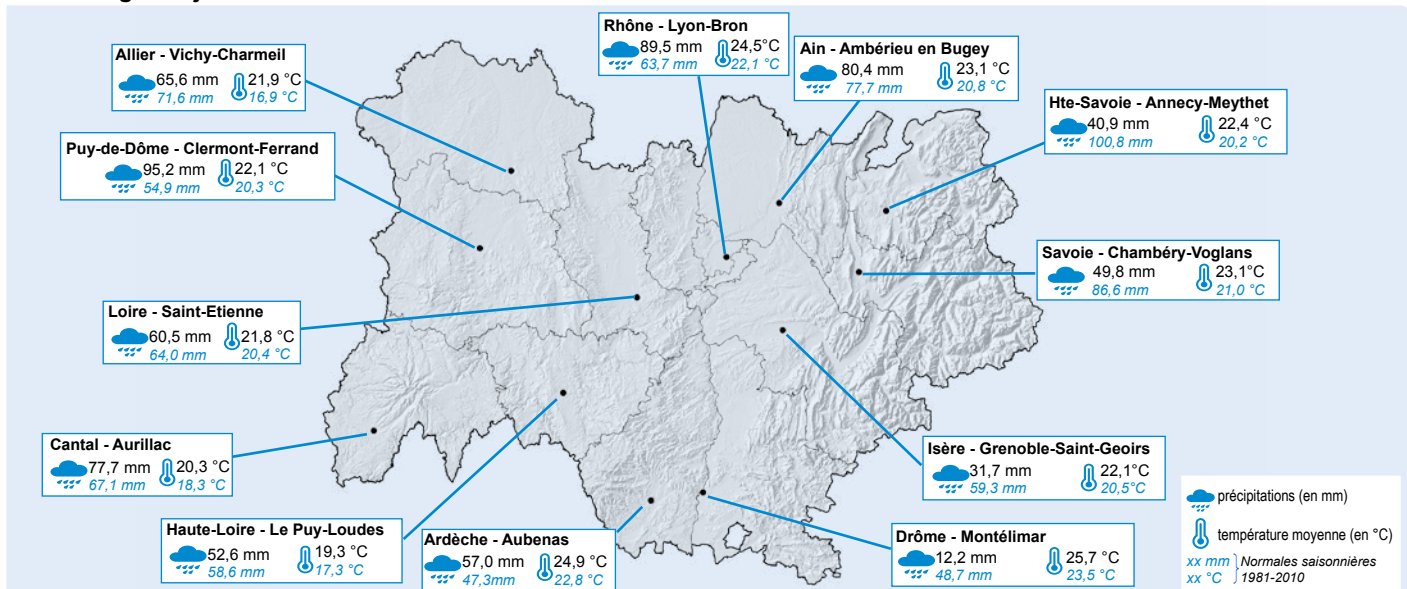 Rhône - Lyon-Bron
89,5 mm 24,5°C
63,7 mm 22,1 °C
Allier - Vichy-Charmeil
65,6 mm 21,9 °C
71,6 mm 16,9 °C
Ain - Ambérieu en Bugey
80,4 mm 23,1 °C
77,7 mm 20,8 °C
Hte-Savoie - Annecy-Meythet
40,9 mm 22,4 °C
100,8 mm 20,2 °C
Puy-de-Dôme - Clermont-Ferrand
95,2 mm 22,1 °C
54,9 mm 20,3 °C
Savoie - Chambéry-Voglans
49,8 mm 23,1°C
86,6 mm 21,0 °C
Loire - Saint-Etienne
60,5 mm 21,8 °C
64,0 mm 20,4 °C
Cantal - Aurillac
77,7 mm 20,3 °C
67,1 mm 18,3 °C
Isère - Grenoble-Saint-Geoirs
31,7 mm 22,1°C
59,3 mm 20,5°C
Haute-Loire - Le Puy-Loudes
52,6 mm 19,3 °C
58,6 mm 17,3 °C
Ardèche - Aubenas
57,0 mm 24,9 °C
47,3mm 22,8 °C
Drôme - Montélimar
12,2 mm 25,7 °C
48,7 mm 23,5 °C
précipitations (en mm)
température moyenne (en °C)
xx mm Normales saisonnières
xx °C 1981-2010